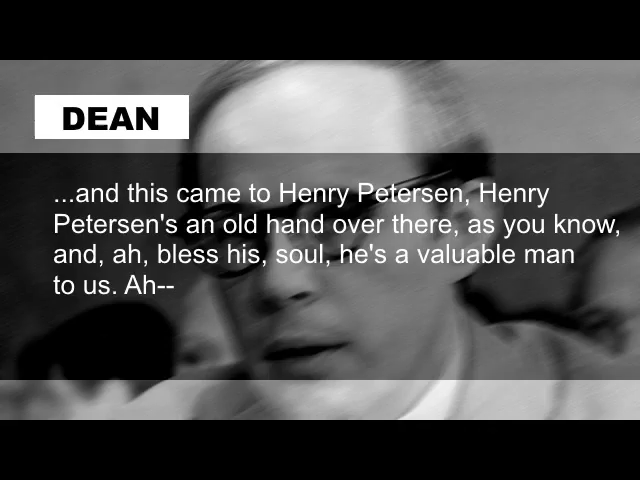 DEAN
...and this came to Henry Petersen, Henry
Petersen's an old hand over there, as you know,
and, ah, bless his, soul, he's a valuable man
to us. Ah--